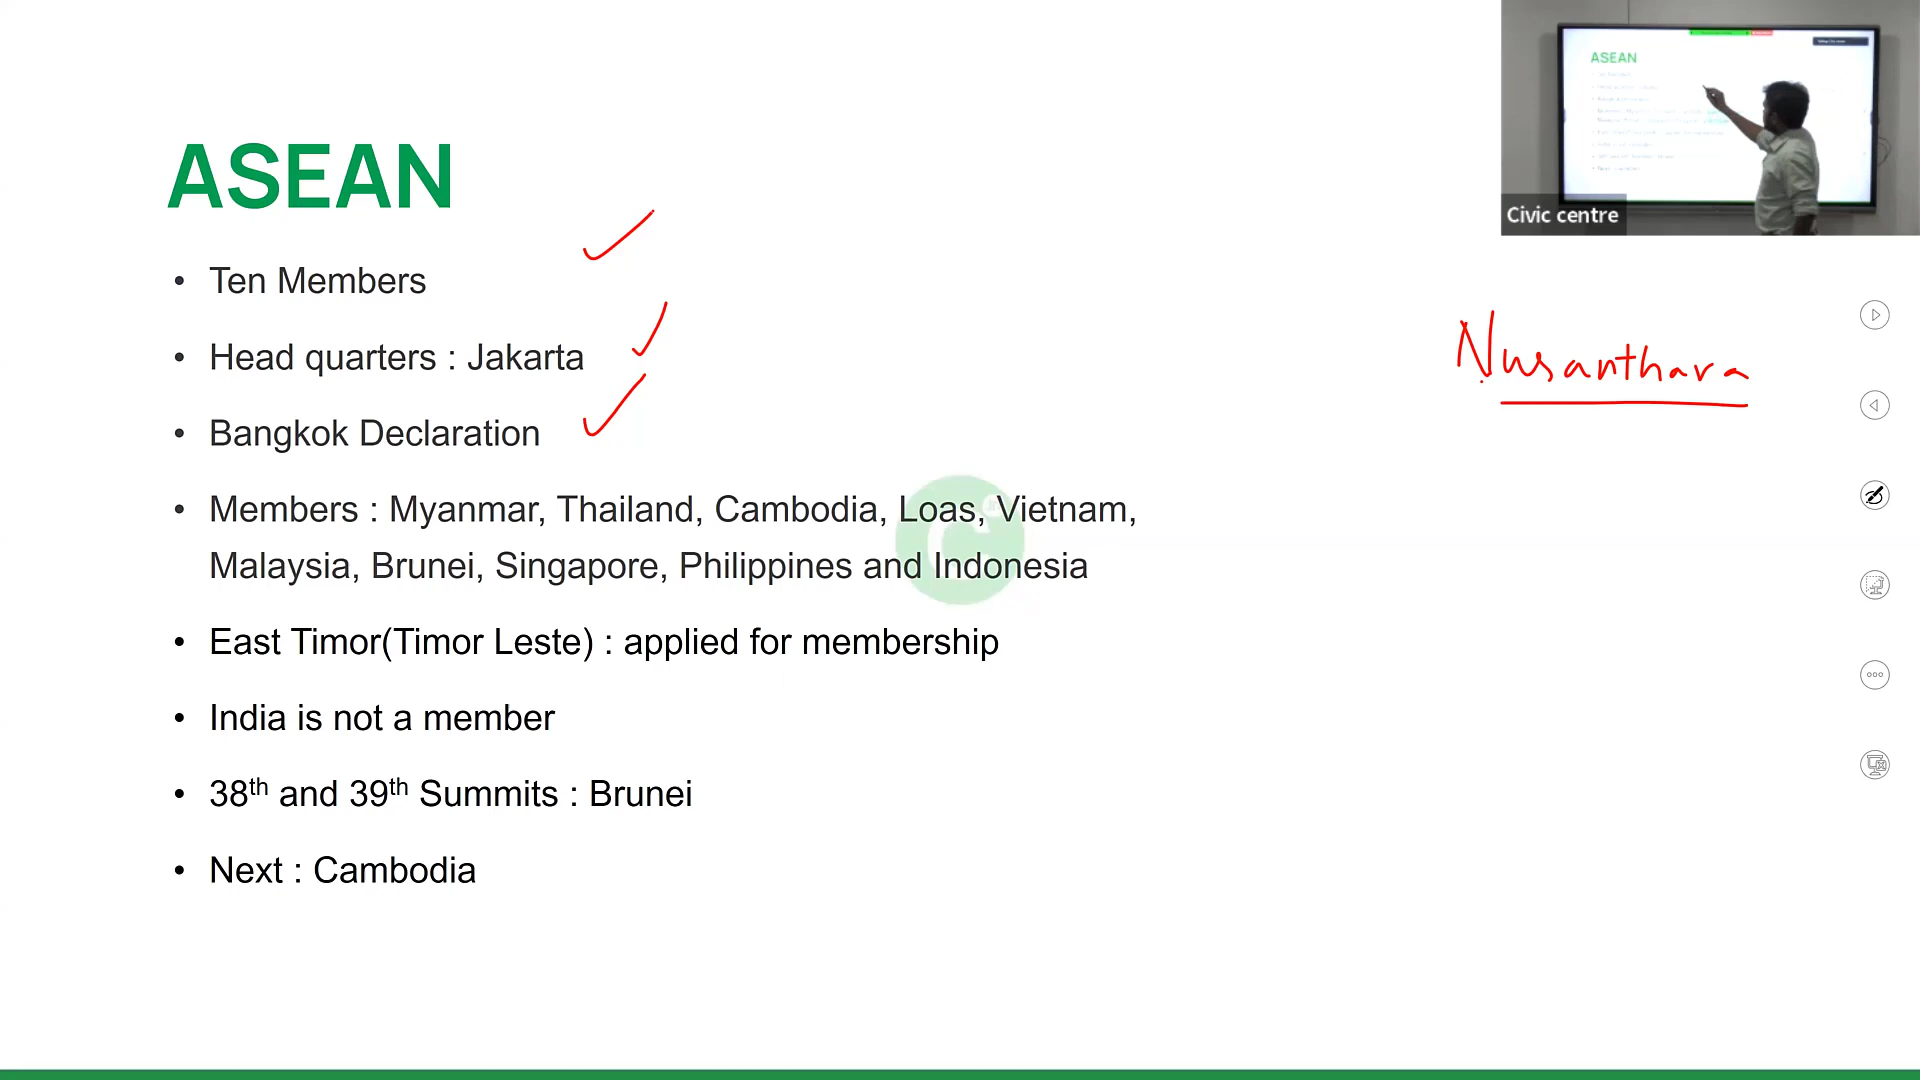 ASEAN
• Ten Members
• Head quarters : Jakarta
• Bangkok Declaration
• Members : Myanmar, Thailand, Cambodia, Loas, Vietnam,
Malaysia, Brunei, Singapore, Philippines and Indonesia
• East Timor(Timor Leste) : applied for membership
• India is not a member
• 38th and 39th Summits : Brunei
• Next : Cambodia
Nusanthara
ASEAN
Civic centre